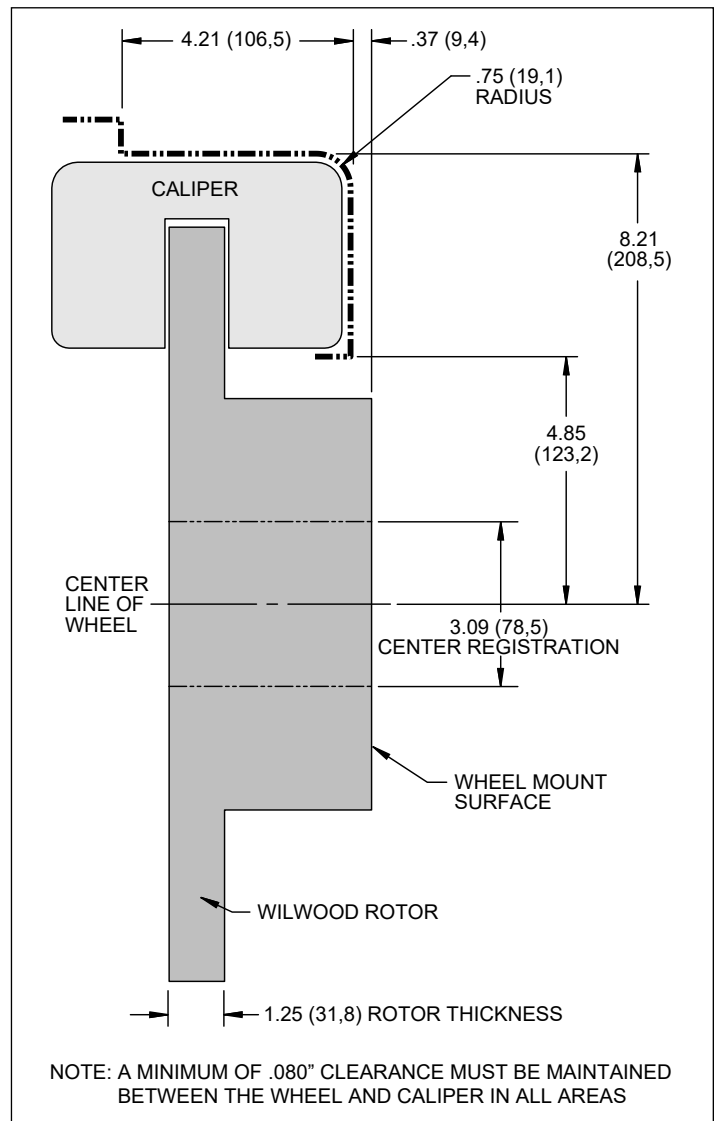 4.21 (106,5)
.37 (9,4)
.75 (19,1)
RADIUS
CALIPER
8.21
(208,5)
4.85
(123,2)
CENTER
LINE OF
WHEEL
3.09 (78,5)
CENTER REGISTRATION
WHEEL MOUNT
SURFACE
WILWOOD ROTOR
1.25 (31,8) ROTOR THICKNESS
NOTE: A MINIMUM OF .080” CLEARANCE MUST BE MAINTAINED
BETWEEN THE WHEEL AND CALIPER IN ALL AREAS